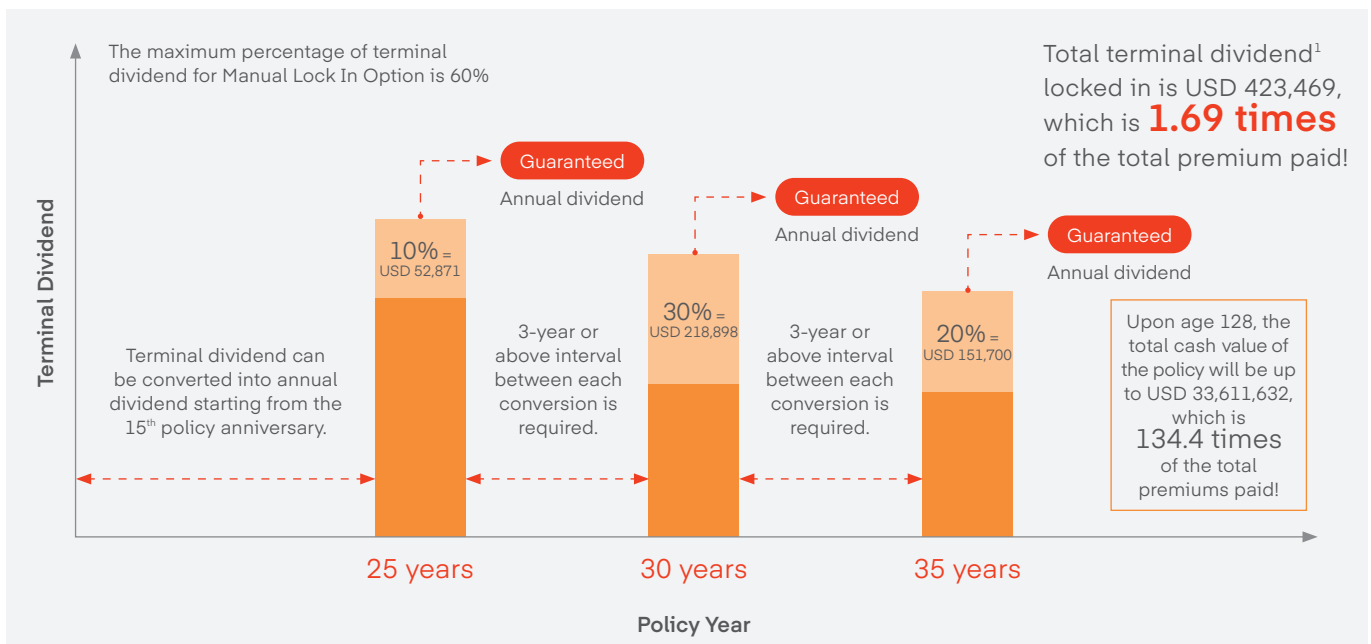 The maximum percentage of terminal
dividend for Manual Lock In Option is 60%
Total terminal dividend¹
locked in is USD 423,469,
which is 1.69 times
of the total premium paid!
Terminal Dividend
Guaranteed
Annual dividend
Guaranteed
Annual dividend
Guaranteed
Annual dividend
10% =
USD 52,871
30% =
USD 218,898
20% =
USD 151,700
Terminal dividend can
be converted into annual
dividend starting from the
15th policy anniversary.
3-year or
above interval
between each
conversion is
required.
3-year or
above interval
between each
conversion is
required.
Upon age 128, the
total cash value of
the policy will be up
to USD 33,611,632,
which is
134.4 times
of the total
premiums paid!
25 years
30 years
35 years
Policy Year